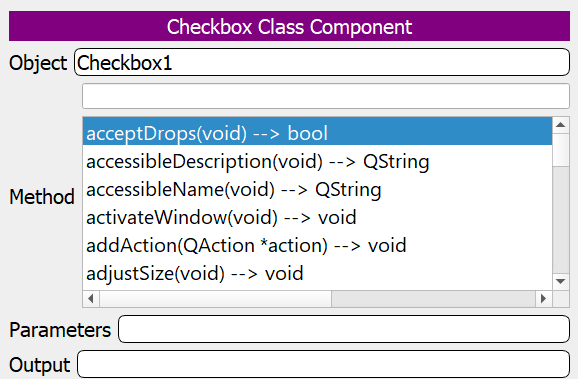 Checkbox Class Component
Object Checkbox1
Method
acceptDrops(void) --> bool
accessibleDescription(void) --> QString
accessibleName(void) --> QString
activateWindow(void) --> void
addAction(QAction *action) --> void
adjustSize(void) --> void
Parameters
Output